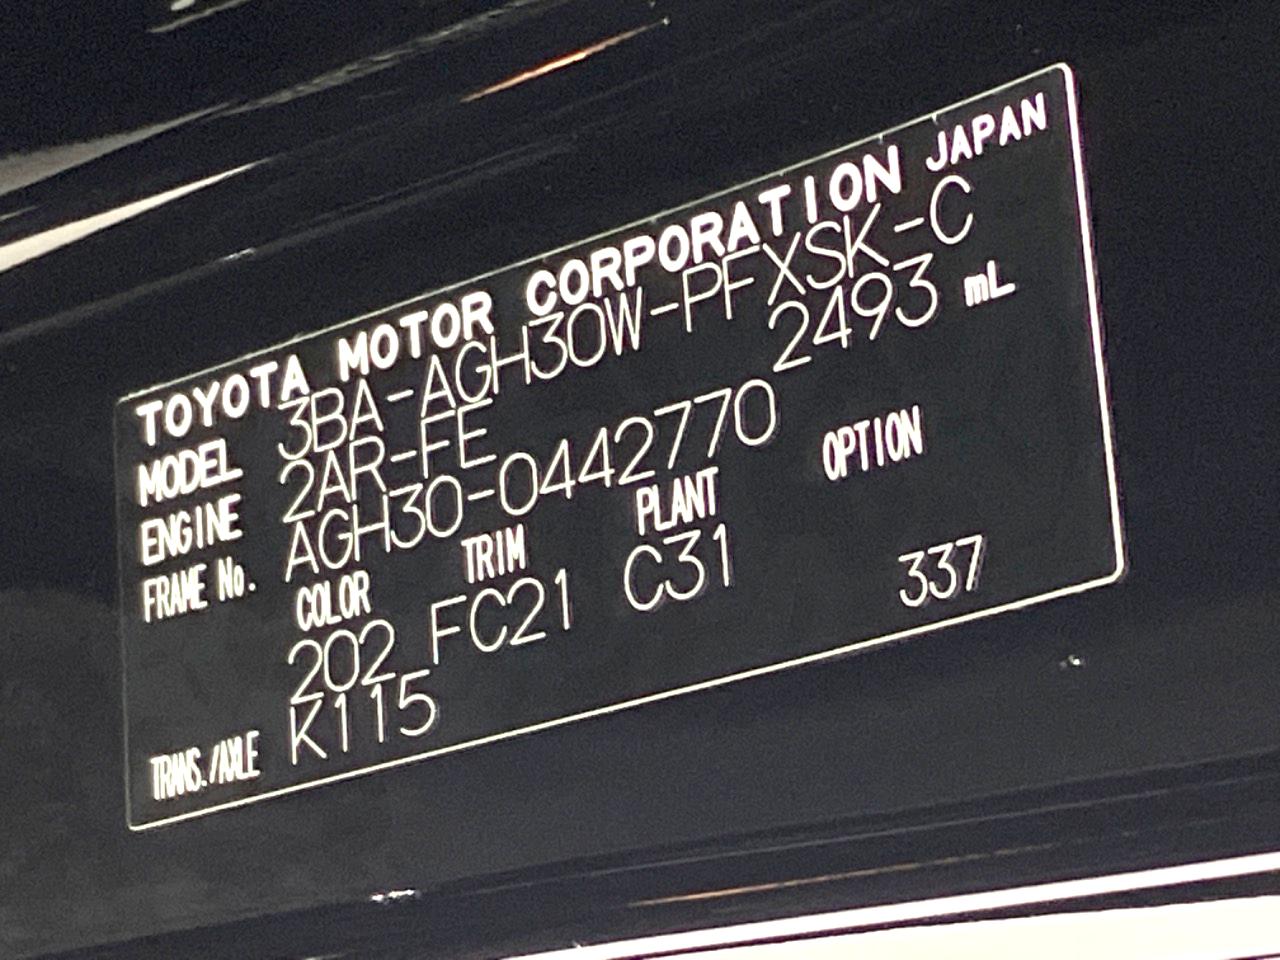 TOYOTA MOTOR CORPORATION JAPAN
MODEL 3BA-AGH30W-PFXSK-C
ENGINE 2AR-FE 2493 mL
FRAME No. AGH30-0442770
COLOR TRIM PLANT OPTION
202 FC21 C31 337
TRANS./AXLE K115